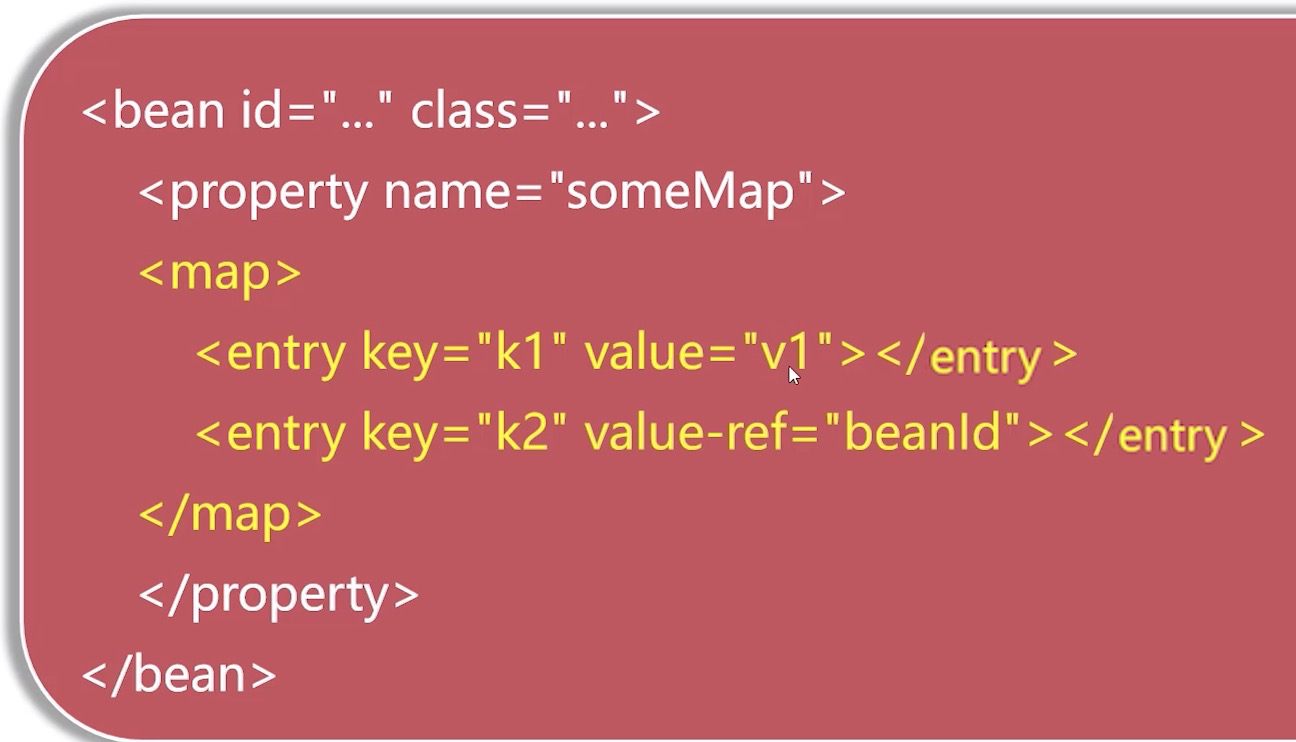 <bean id="..." class="...">
<property name="someMap">
<map>
<entry key="k1" value="v1"></entry >
<entry key="k2" value-ref="beanId"></entry >
</map>
</property>
</bean>